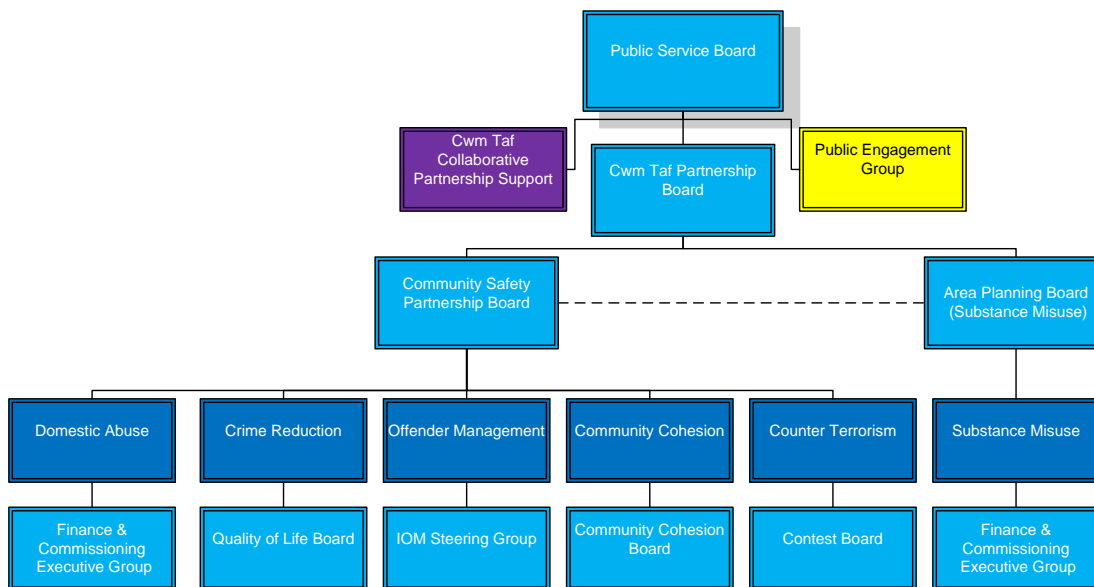 Public Service Board
Cwm Taf
Collaborative
Partnership Support
Cwm Taf Partnership
Board
Public Engagement
Group
Community Safety
Partnership Board
Area Planning Board
(Substance Misuse)
Domestic Abuse
Crime Reduction
Offender Management
Community Cohesion
Counter Terrorism
Substance Misuse
Finance &
Commissioning
Executive Group
Quality of Life Board
IOM Steering Group
Community Cohesion
Board
Contest Board
Finance &
Commissioning
Executive Group